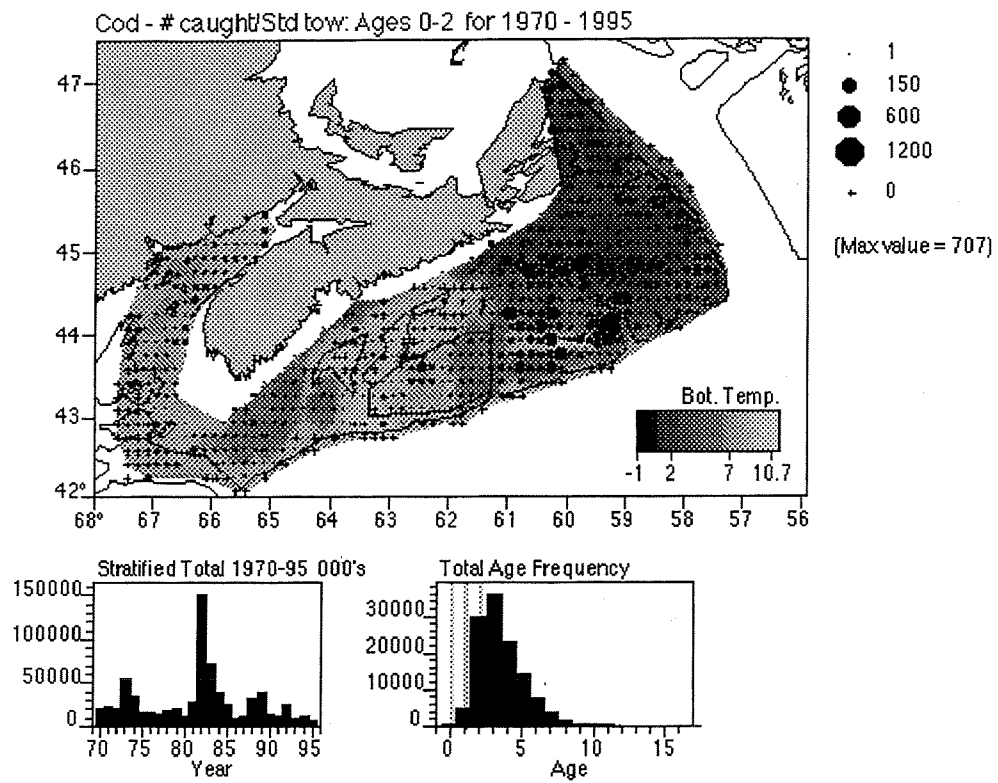 Cod - # caught/Std tow: Ages 0-2 for 1970 - 1995
1
150
600
1200
0
(Max value = 707)
47
46
45
44
43
42°
Bot. Temp.
-1 2 7 10.7
68° 67 66 65 64 63 62 61 60 59 58 57 56
Stratified Total 1970-95 000's
150000
100000
50000
0
70 75 80 85 90 95
Year
Total Age Frequency
30000
20000
10000
0
0 5 10 15
Age